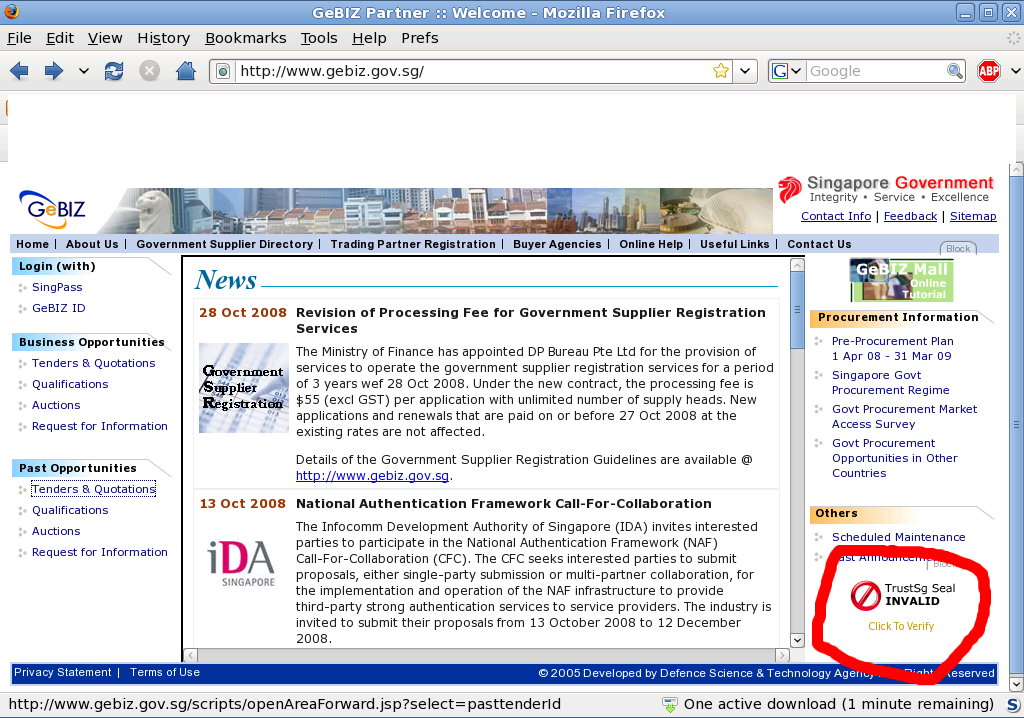 GeBIZ Partner :: Welcome - Mozilla Firefox
File Edit View History Bookmarks Tools Help Prefs
http://www.gebiz.gov.sg/
G
Google
ABP
GeBIZ
Singapore Government
Integrity • Service • Excellence
Contact Info | Feedback | Sitemap
Home | About Us | Government Supplier Directory | Trading Partner Registration | Buyer Agencies | Online Help | Useful Links | Contact Us
Block
Login (with)
SingPass
GeBIZ ID
Business Opportunities
Tenders & Quotations
Qualifications
Auctions
Request for Information
Past Opportunities
Tenders & Quotations
Qualifications
Auctions
Request for Information
News
28 Oct 2008
Revision of Processing Fee for Government Supplier Registration
Services
Government
Supplier
Registration
The Ministry of Finance has appointed DP Bureau Pte Ltd for the provision of
services to operate the government supplier registration services for a period
of 3 years wef 28 Oct 2008. Under the new contract, the processing fee is
$55 (excl GST) per application with unlimited number of supply heads. New
applications and renewals that are paid on or before 27 Oct 2008 at the
existing rates are not affected.
Details of the Government Supplier Registration Guidelines are available @
http://www.gebiz.gov.sg.
13 Oct 2008
National Authentication Framework Call-For-Collaboration
iDA
SINGAPORE
The Infocomm Development Authority of Singapore (IDA) invites interested
parties to participate in the National Authentication Framework (NAF)
Call-For-Collaboration (CFC). The CFC seeks interested parties to submit
proposals, either single-party submission or multi-partner collaboration, for
the implementation and operation of the NAF infrastructure to provide
third-party strong authentication services to service providers. The industry is
invited to submit their proposals from 13 October 2008 to 12 December
2008.
GeBIZ Mall
Online
Tutorial
Procurement Information
Pre-Procurement Plan
1 Apr 08 - 31 Mar 09
Singapore Govt
Procurement Regime
Govt Procurement Market
Access Survey
Govt Procurement
Opportunities in Other
Countries
Others
Scheduled Maintenance
TrustSg Seal
INVALID
Click To Verify
Privacy Statement | Terms of Use
© 2005 Developed by Defence Science & Technology Agency Reserved
http://www.gebiz.gov.sg/scripts/openAreaForward.jsp?select=pasttenderId
One active download (1 minute remaining)
S